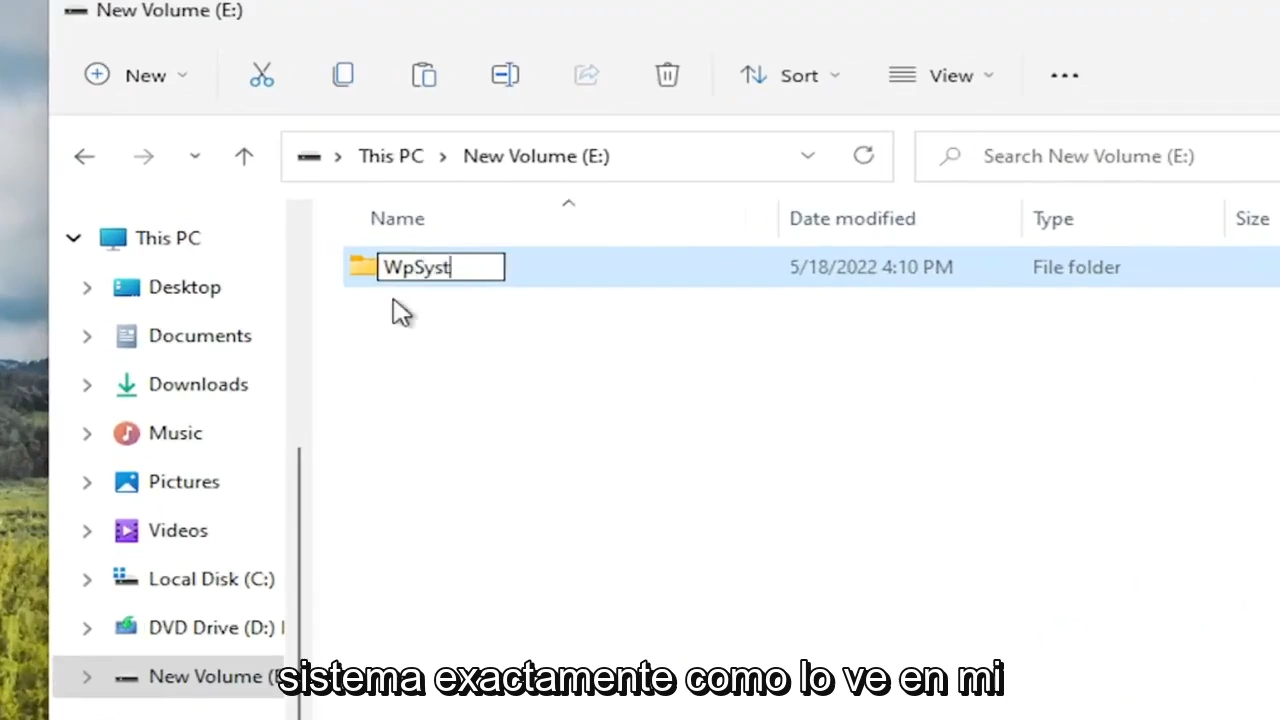 New Volume (E:)
New
Sort
View
This PC
New Volume (E:)
Search New Volume (E:)
Name
Date modified
Type
Size
WpSyst
5/18/2022 4:10 PM
File folder
This PC
Desktop
Documents
Downloads
Music
Pictures
Videos
Local Disk (C:)
DVD Drive (D:)
New Volume (
sistema exactamente como lo ve en mi